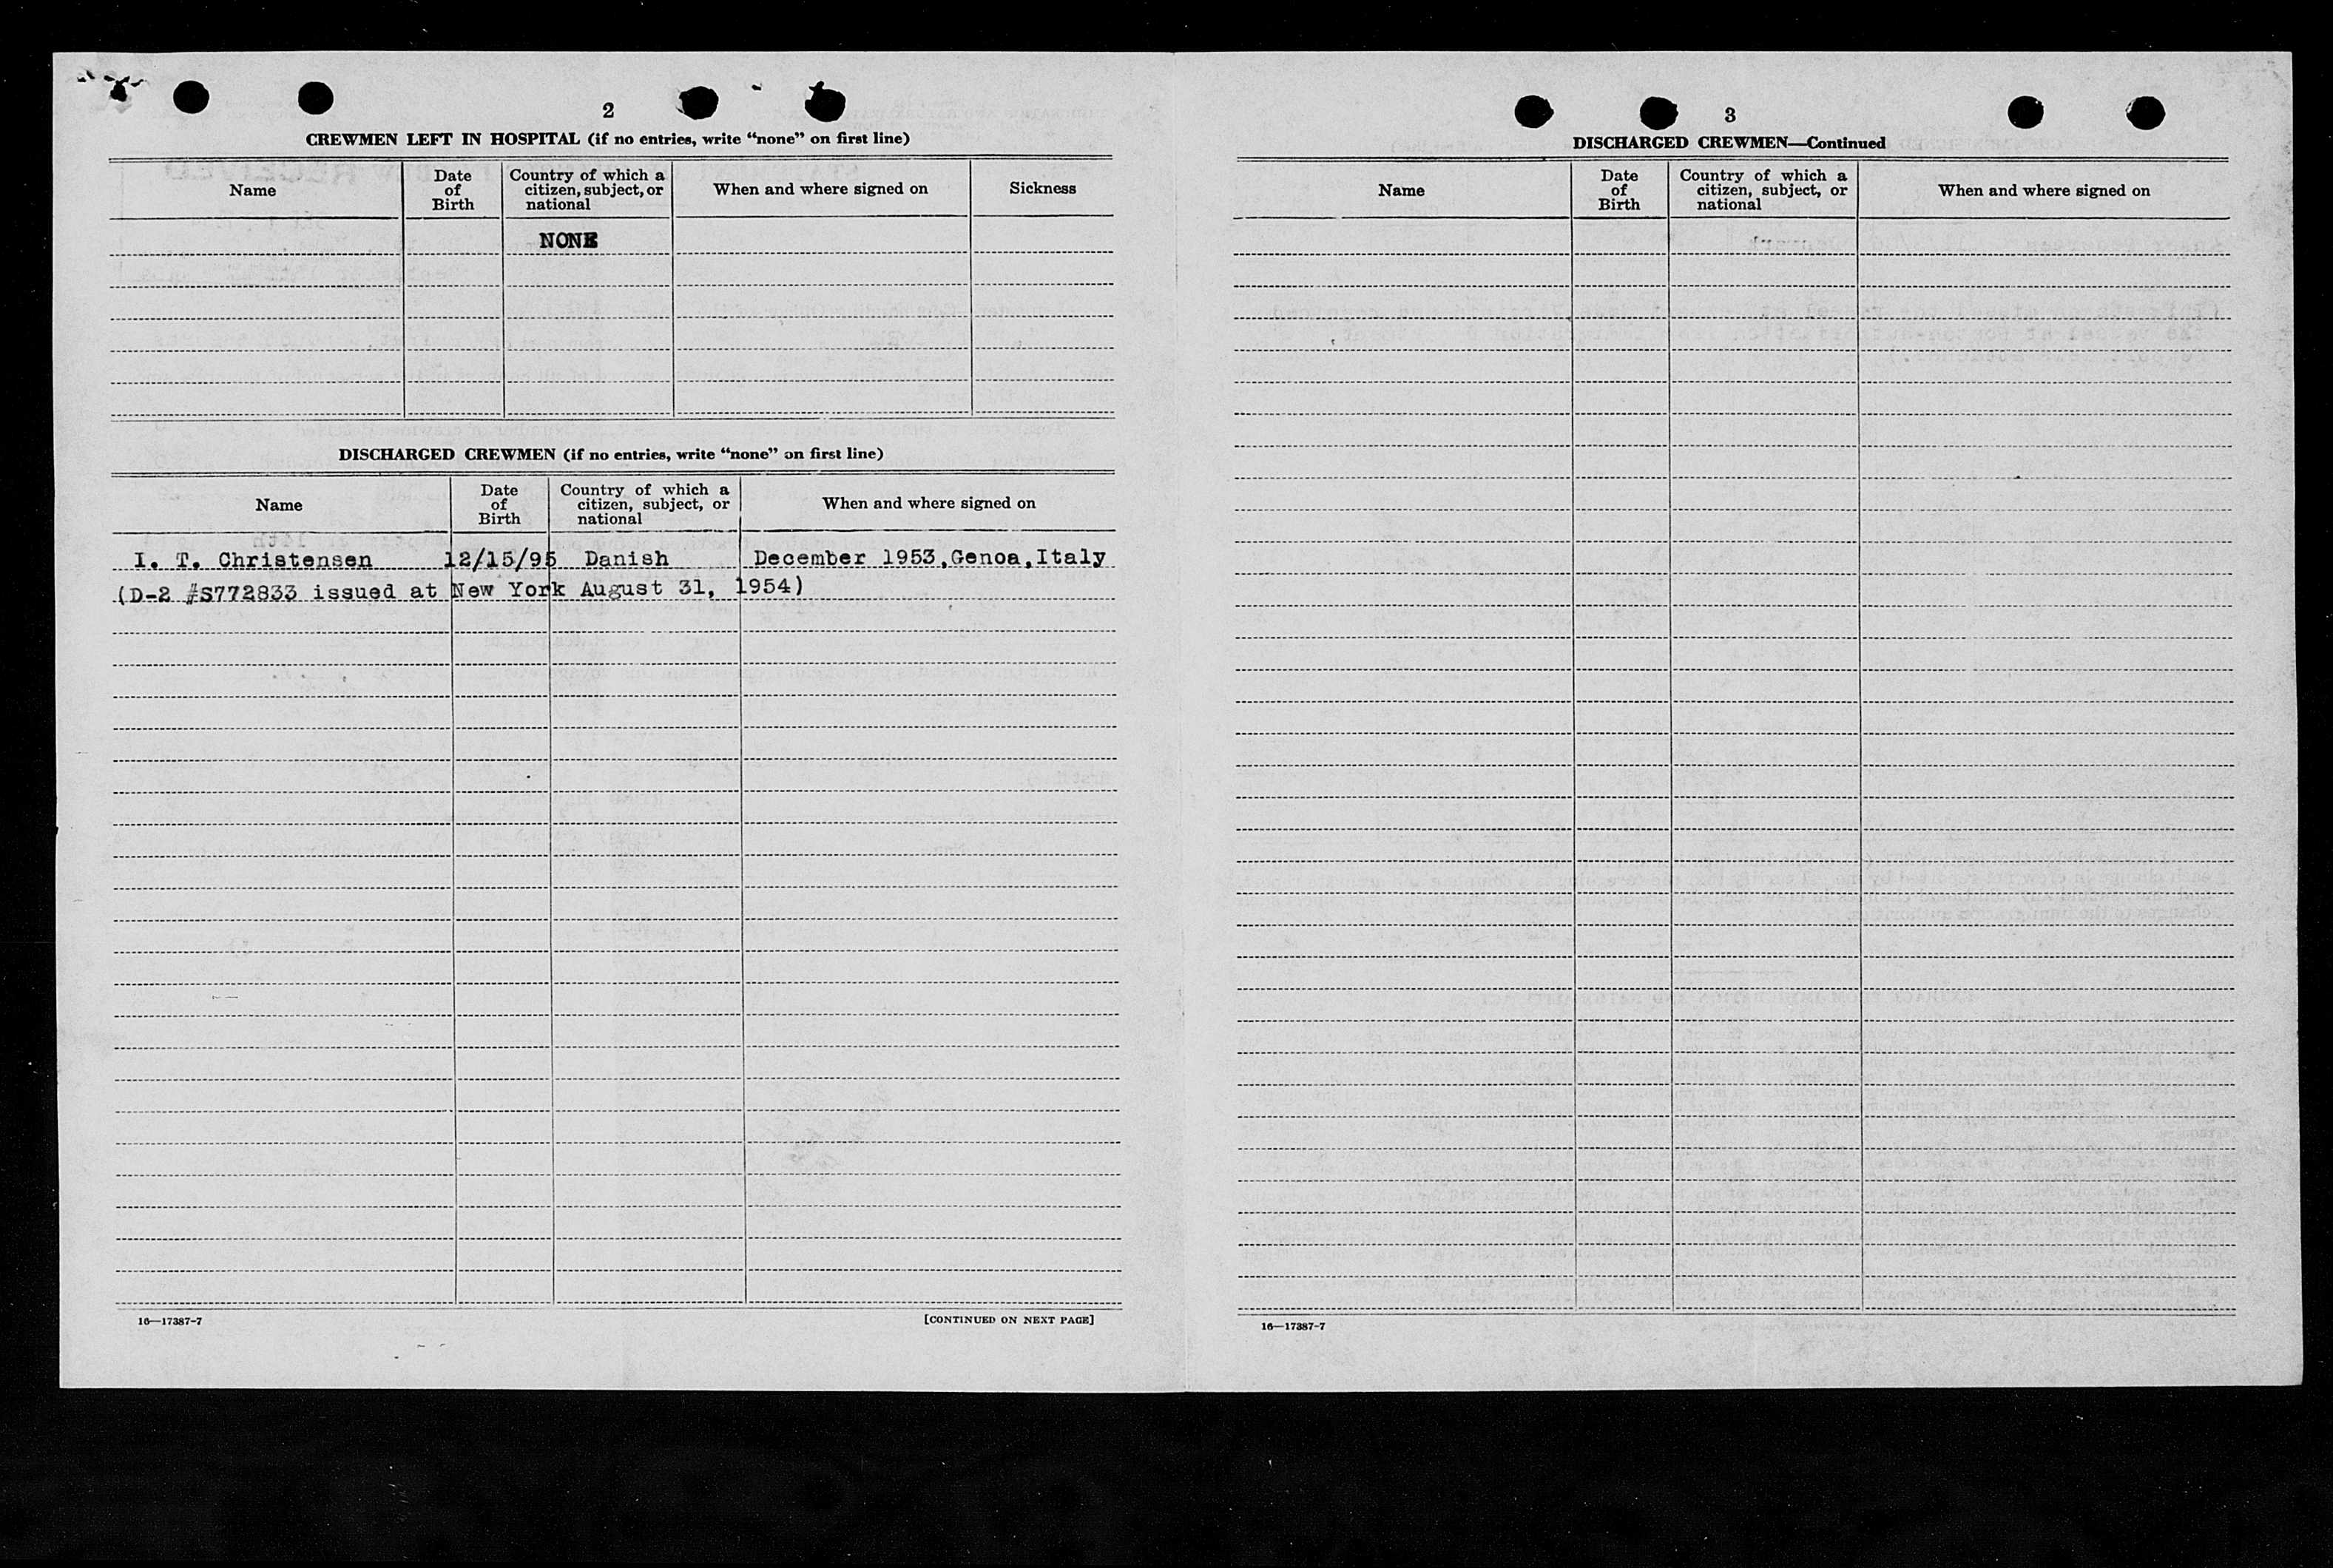 2
CREWMEN LEFT IN HOSPITAL (if no entries, write “none” on first line)
Name
Date of Birth
Country of which a citizen, subject, or national
When and where signed on
Sickness
NONE
DISCHARGED CREWMEN (if no entries, write “none” on first line)
Name
Date of Birth
Country of which a citizen, subject, or national
When and where signed on
I. T. Christensen 12/15/95 Danish December 1953, Genoa, Italy
(D-2 #S772833 issued at New York August 31, 1954)
16—17387-7
[CONTINUED ON NEXT PAGE]
3
DISCHARGED CREWMEN—Continued
Name
Date of Birth
Country of which a citizen, subject, or national
When and where signed on
16—17387-7